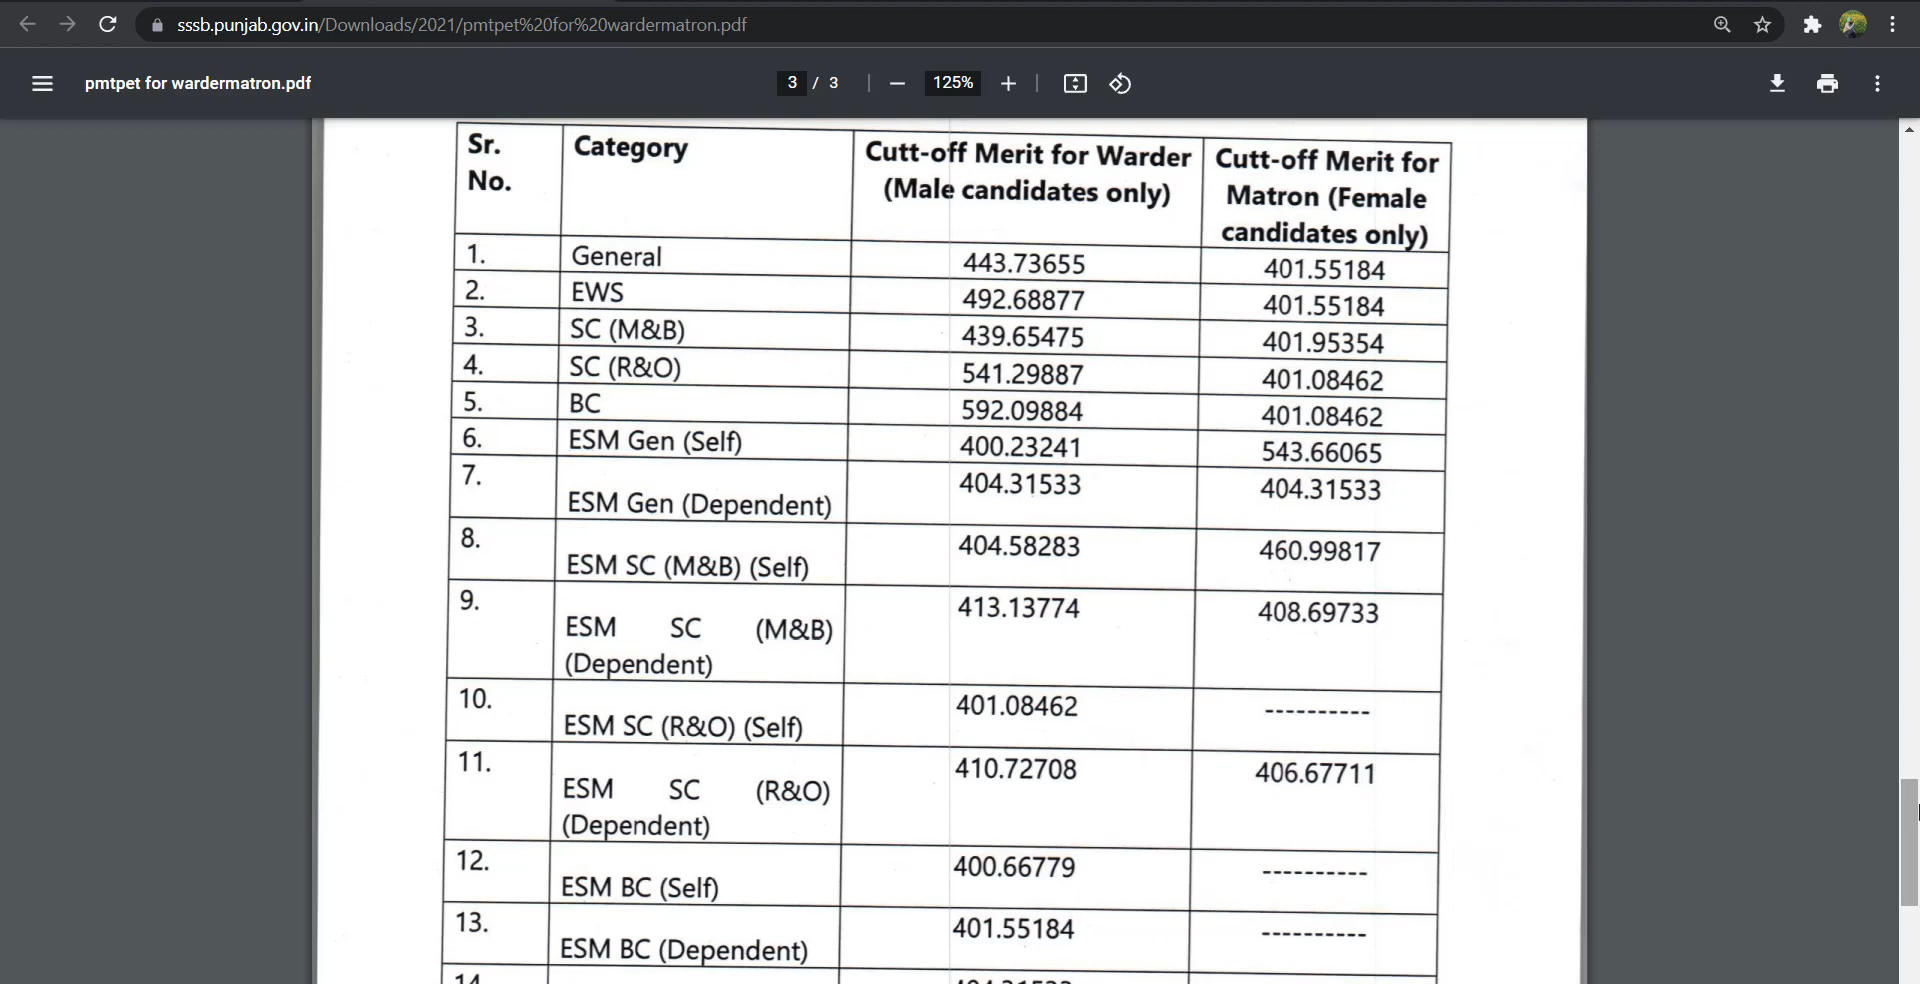 sssb.punjab.gov.in/Downloads/2021/pmtpet%20for%20wardermatron.pdf
pmtpet for wardermatron.pdf 3 / 3 125%
Sr. No. Category Cutt-off Merit for Warder (Male candidates only) Cutt-off Merit for Matron (Female candidates only)
1. General 443.73655 401.55184
2. EWS 492.68877 401.55184
3. SC (M&B) 439.65475 401.95354
4. SC (R&O) 541.29887 401.08462
5. BC 592.09884 401.08462
6. ESM Gen (Self) 400.23241 543.66065
7. ESM Gen (Dependent) 404.31533 404.31533
8. ESM SC (M&B) (Self) 404.58283 460.99817
9. ESM SC (M&B) (Dependent) 413.13774 408.69733
10. ESM SC (R&O) (Self) 401.08462 ----------
11. ESM SC (R&O) (Dependent) 410.72708 406.67711
12. ESM BC (Self) 400.66779 ----------
13. ESM BC (Dependent) 401.55184 ----------